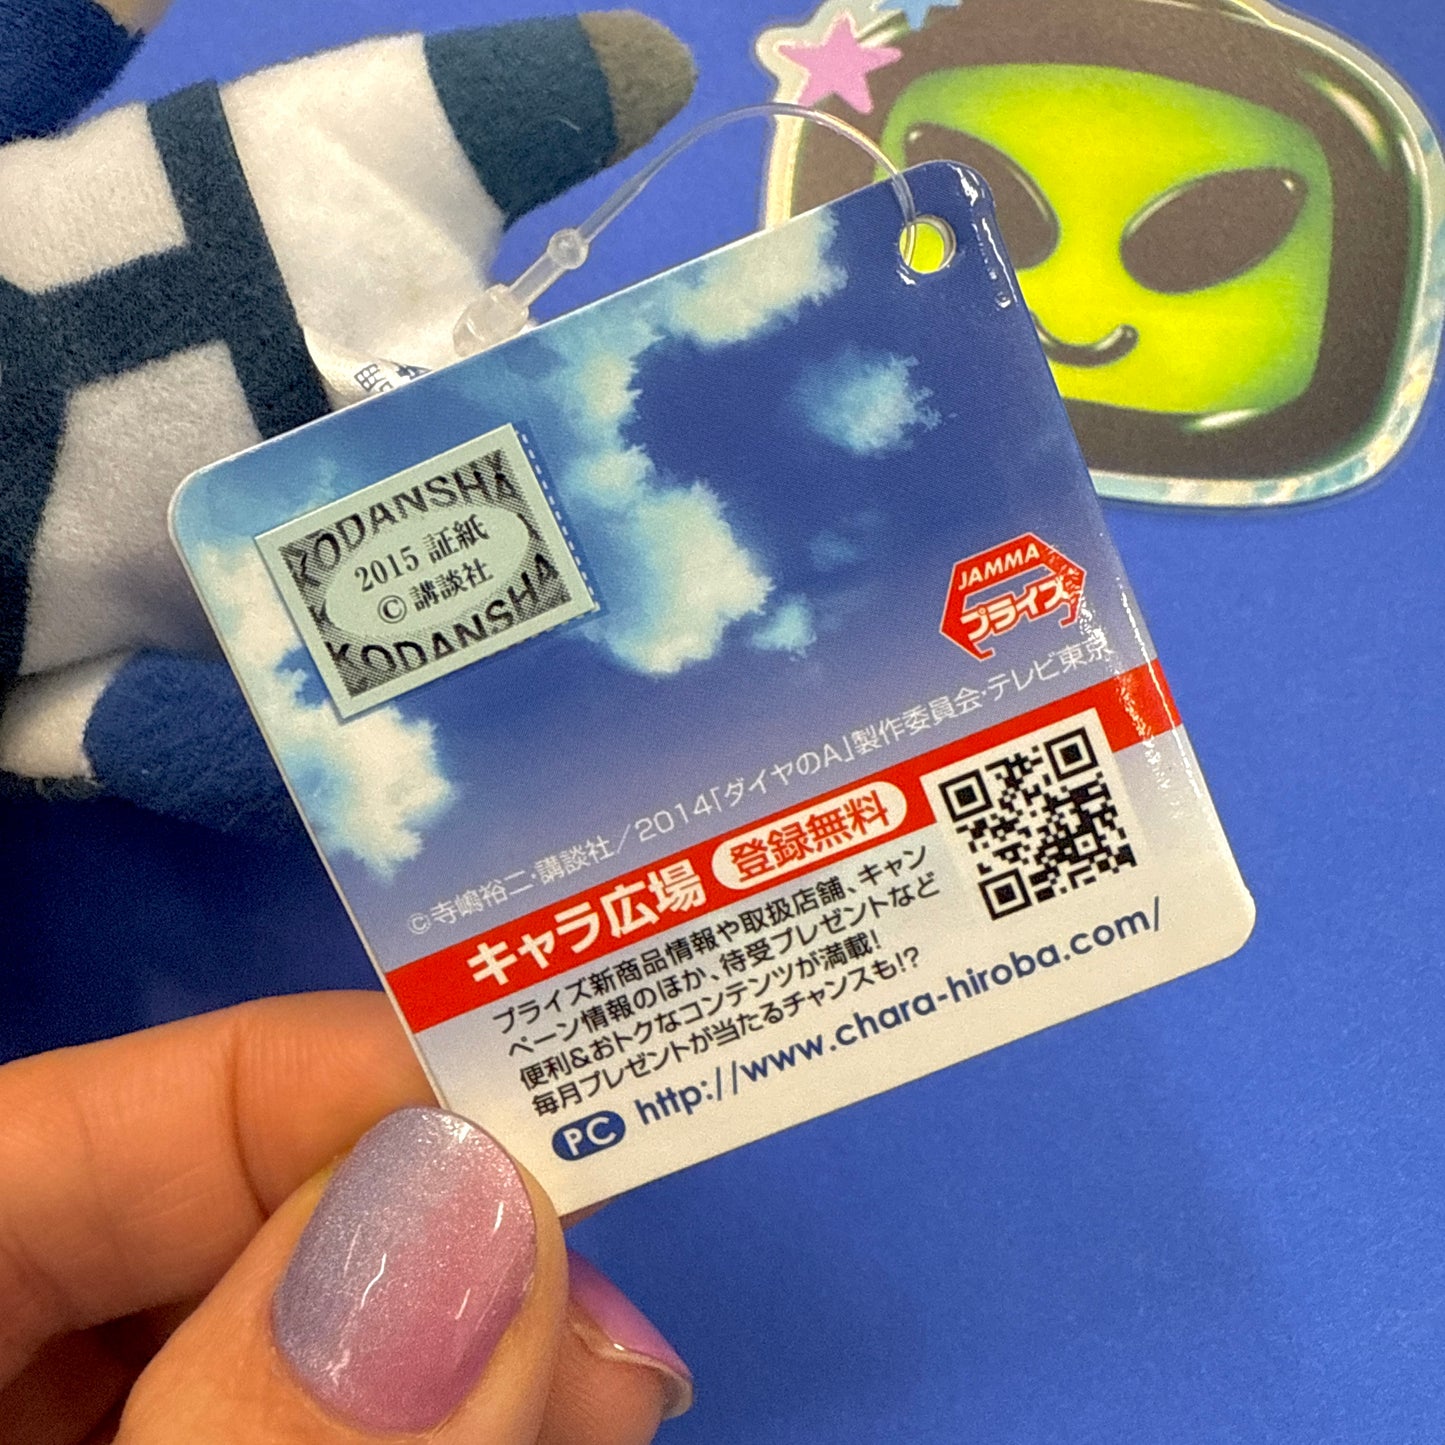 KODANSHA
2015 証紙
© 講談社
KODANSHA
JAMMA
プライズ
©寺嶋裕二・講談社／2014「ダイヤのA」製作委員会・テレビ東京
キャラ広場 登録無料
プライズ新商品情報や取扱店舗、キャン
ペーン情報のほか、待受プレゼントなど
便利&おトクなコンテンツが満載!
毎月プレゼントが当たるチャンスも!?
PC http://www.chara-hiroba.com/